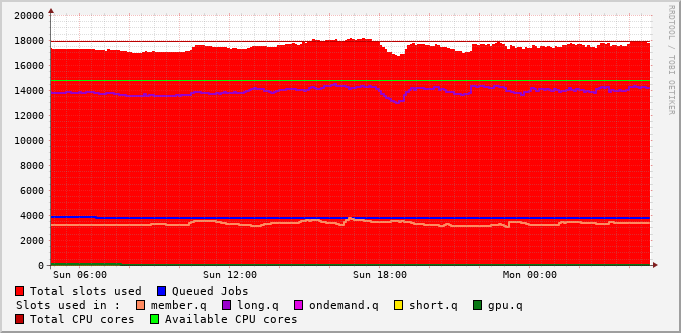 RRDTOOL / TOBI OETIKER
20000
18000
16000
14000
12000
10000
8000
6000
4000
2000
0
Sun 06:00 Sun 12:00 Sun 18:00 Mon 00:00
Total slots used Queued Jobs
Slots used in : member.q long.q ondemand.q short.q gpu.q
Total CPU cores Available CPU cores